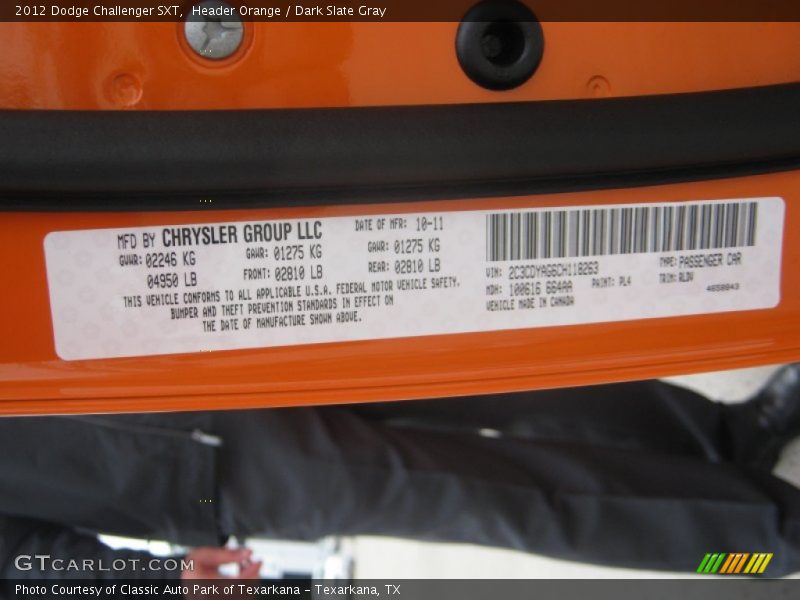 2012 Dodge Challenger SXT,  Header Orange / Dark Slate Gray
MFD BY CHRYSLER GROUP LLC
DATE OF MFR: 10-11
GVWR: 02246 KG
04950 LB
GAWR: 01275 KG
FRONT: 02810 LB
GAWR: 01275 KG
REAR: 02810 LB
THIS VEHICLE CONFORMS TO ALL APPLICABLE U.S.A. FEDERAL MOTOR VEHICLE SAFETY.
BUMPER AND THEFT PREVENTION STANDARDS IN EFFECT ON
THE DATE OF MANUFACTURE SHOWN ABOVE.
VIN: 2C3CDYAG6CH118263
TYPE: PASSENGER CAR
MDH: 100616 664AA
PAINT: PL4
TRIM: RLDV
VEHICLE MADE IN CANADA
4658843
GTCARLOT.COM
Photo Courtesy of Classic Auto Park of Texarkana – Texarkana, TX